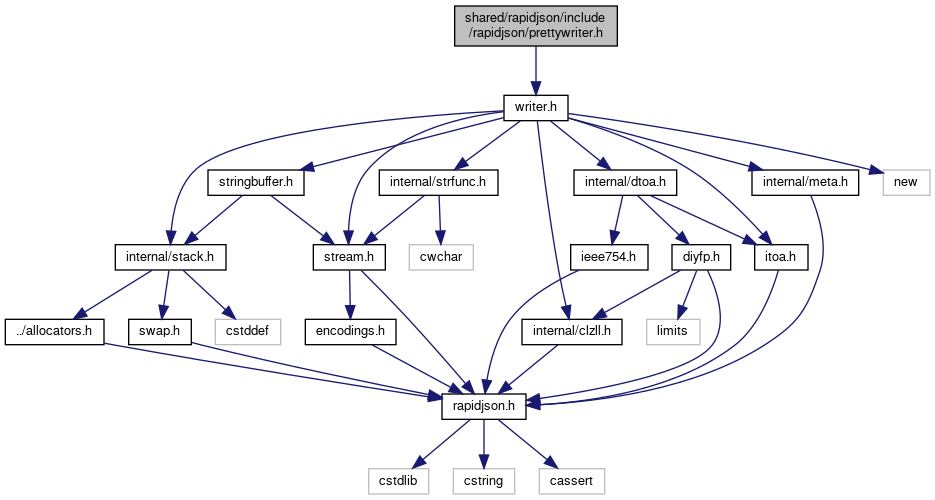 shared/rapidjson/include
/rapidjson/prettywriter.h
writer.h
stringbuffer.h
internal/strfunc.h
internal/dtoa.h
internal/meta.h
new
internal/stack.h
stream.h
cwchar
ieee754.h
diyfp.h
itoa.h
../allocators.h
swap.h
cstddef
encodings.h
internal/clzll.h
limits
rapidjson.h
cstdlib
cstring
cassert